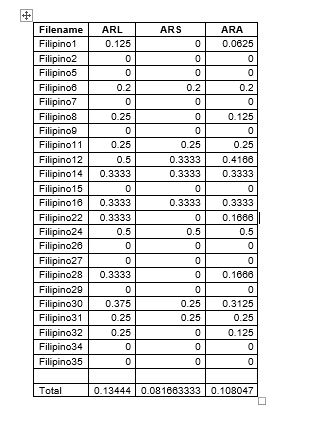 Filename ARL ARS ARA
Filipino1 0.125 0 0.0625
Filipino2 0 0 0
Filipino5 0 0 0
Filipino6 0.2 0.2 0.2
Filipino7 0 0 0
Filipino8 0.25 0 0.125
Filipino9 0 0 0
Filipino11 0.25 0.25 0.25
Filipino12 0.5 0.3333 0.4166
Filipino14 0.3333 0.3333 0.3333
Filipino15 0 0 0
Filipino16 0.3333 0.3333 0.3333
Filipino22 0.3333 0 0.1666
Filipino24 0.5 0.5 0.5
Filipino26 0 0 0
Filipino27 0 0 0
Filipino28 0.3333 0 0.1666
Filipino29 0 0 0
Filipino30 0.375 0.25 0.3125
Filipino31 0.25 0.25 0.25
Filipino32 0.25 0 0.125
Filipino34 0 0 0
Filipino35 0 0 0
Total 0.13444 0.081663333 0.108047